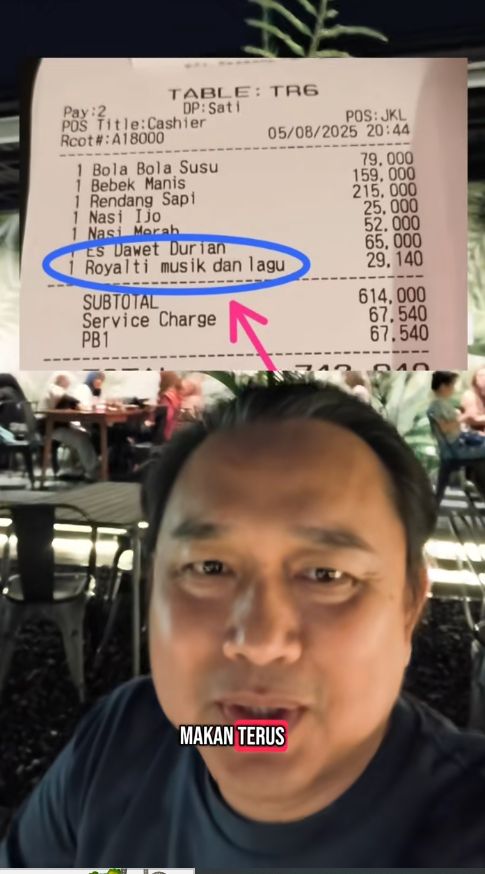 TABLE: TR6
Pay:2 DP:Sati
POS Title:Cashier POS:JKL
Rcot#:A18000 05/08/2025 20:44
1 Bola Bola Susu 79,000
1 Bebek Manis 159,000
1 Rendang Sapi 215,000
1 Nasi Ijo 25,000
1 Nasi Merah 52,000
1 Es Dawet Durian 65,000
1 Royalti musik dan lagu 29,140
SUBTOTAL 614,000
Service Charge 67,540
PB1 67,540
MAKAN TERUS